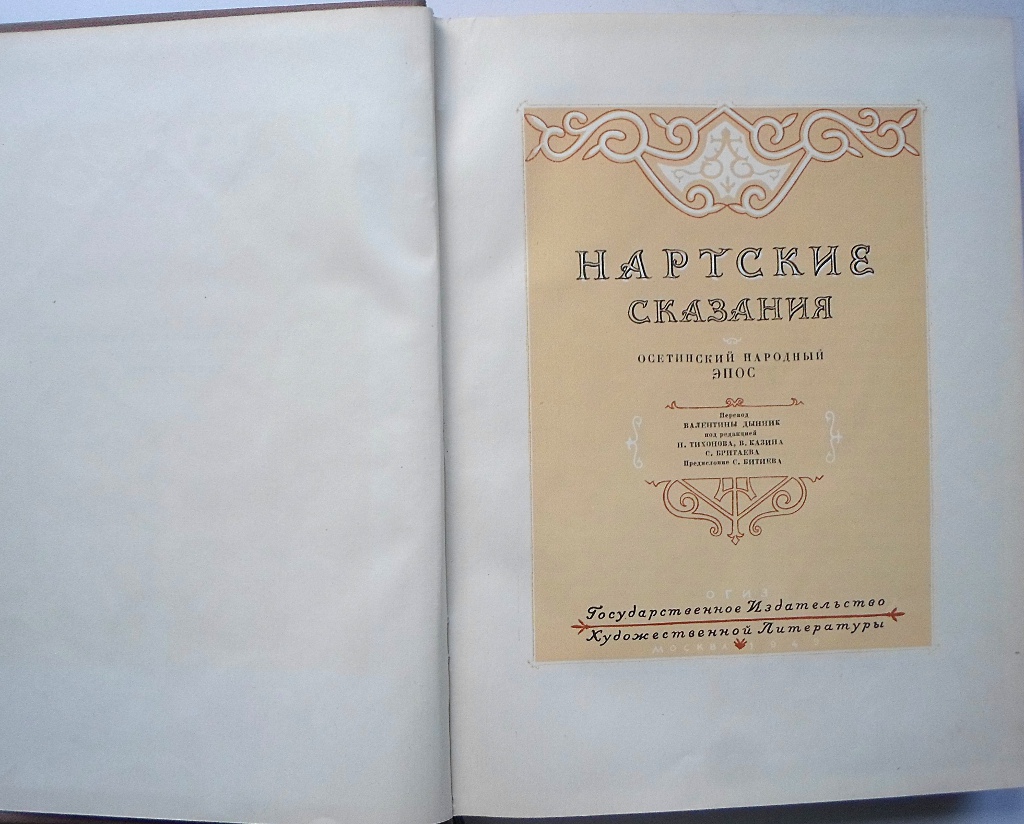 НАРТСКИЕ
СКАЗАНИЯ
ОСЕТИНСКИЙ НАРОДНЫЙ
ЭПОС
Перевод
ВАЛЕНТИНЫ ДЫННИК
под редакцией
Н. ТИХОНОВА, В. КАЗИНА
С. БРИТАЕВА
Предисловие С. БИТИЕВА
ОГИЗ
Государственное Издательство
Художественной Литературы
МОСКВА